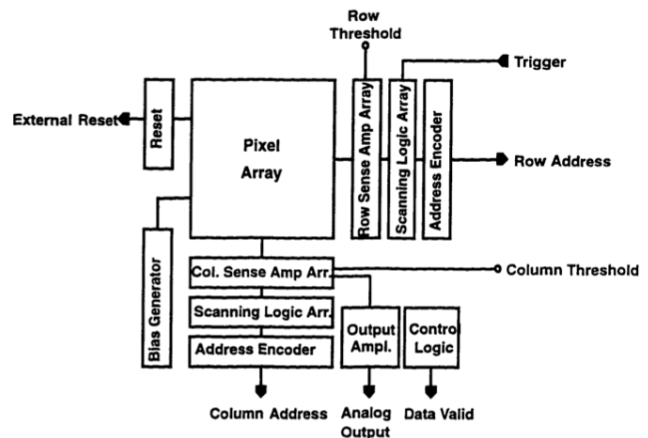 Row
Threshold
Trigger
External Reset
Reset
Pixel
Array
Row Sense Amp Array
Scanning Logic Array
Address Encoder
Row Address
Bias Generator
Col. Sense Amp Arr.
Column Threshold
Scanning Logic Arr.
Address Encoder
Output
Ampl.
Control
Logic
Column Address
Analog
Output
Data Valid